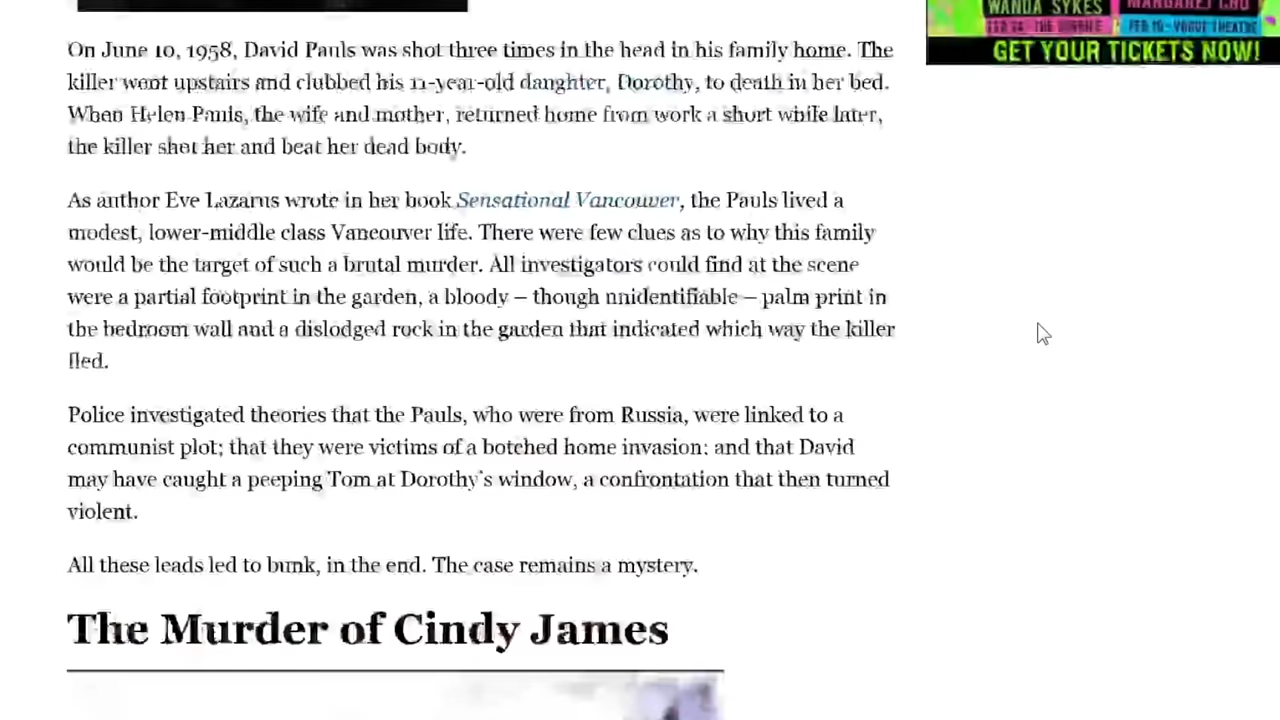 WANDA SYKES
MARGARET CHO
FEB 16 - VOGUE THEATRE
GET YOUR TICKETS NOW!
On June 10, 1958, David Pauls was shot three times in the head in his family home. The
killer went upstairs and clubbed his 11-year-old daughter, Dorothy, to death in her bed.
When Helen Pauls, the wife and mother, returned home from work a short while later,
the killer shot her and beat her dead body.
As author Eve Lazarus wrote in her book Sensational Vancouver, the Pauls lived a
modest, lower-middle class Vancouver life. There were few clues as to why this family
would be the target of such a brutal murder. All investigators could find at the scene
were a partial footprint in the garden, a bloody – though unidentifiable – palm print in
the bedroom wall and a dislodged rock in the garden that indicated which way the killer
fled.
Police investigated theories that the Pauls, who were from Russia, were linked to a
communist plot; that they were victims of a botched home invasion; and that David
may have caught a peeping Tom at Dorothy's window, a confrontation that then turned
violent.
All these leads led to bunk, in the end. The case remains a mystery.
The Murder of Cindy James